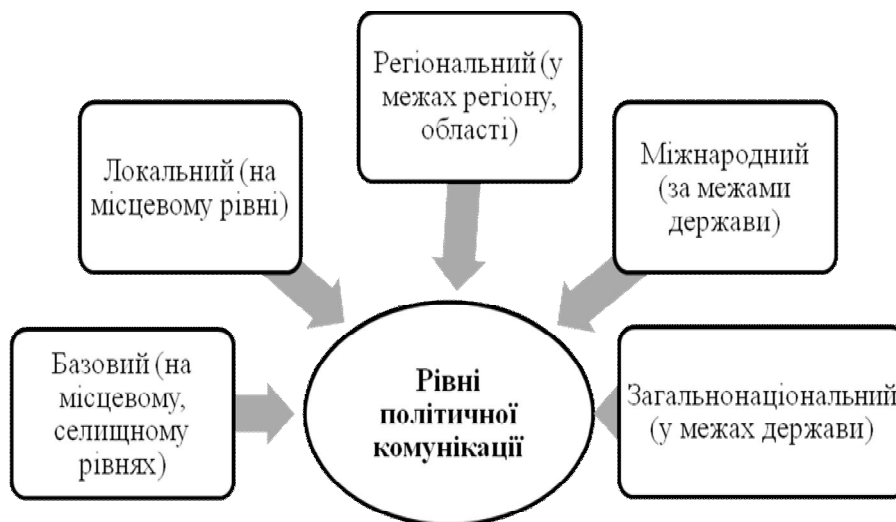 Регіональний (у
межах регіону,
області)
Локальний (на
місцевому рівні)
Міжнародний
(за межами
держави)
Базовий (на
місцевому,
селищному
рівнях)
Рівні
політичної
комунікації
Загальнонаціональний
(у межах держави)